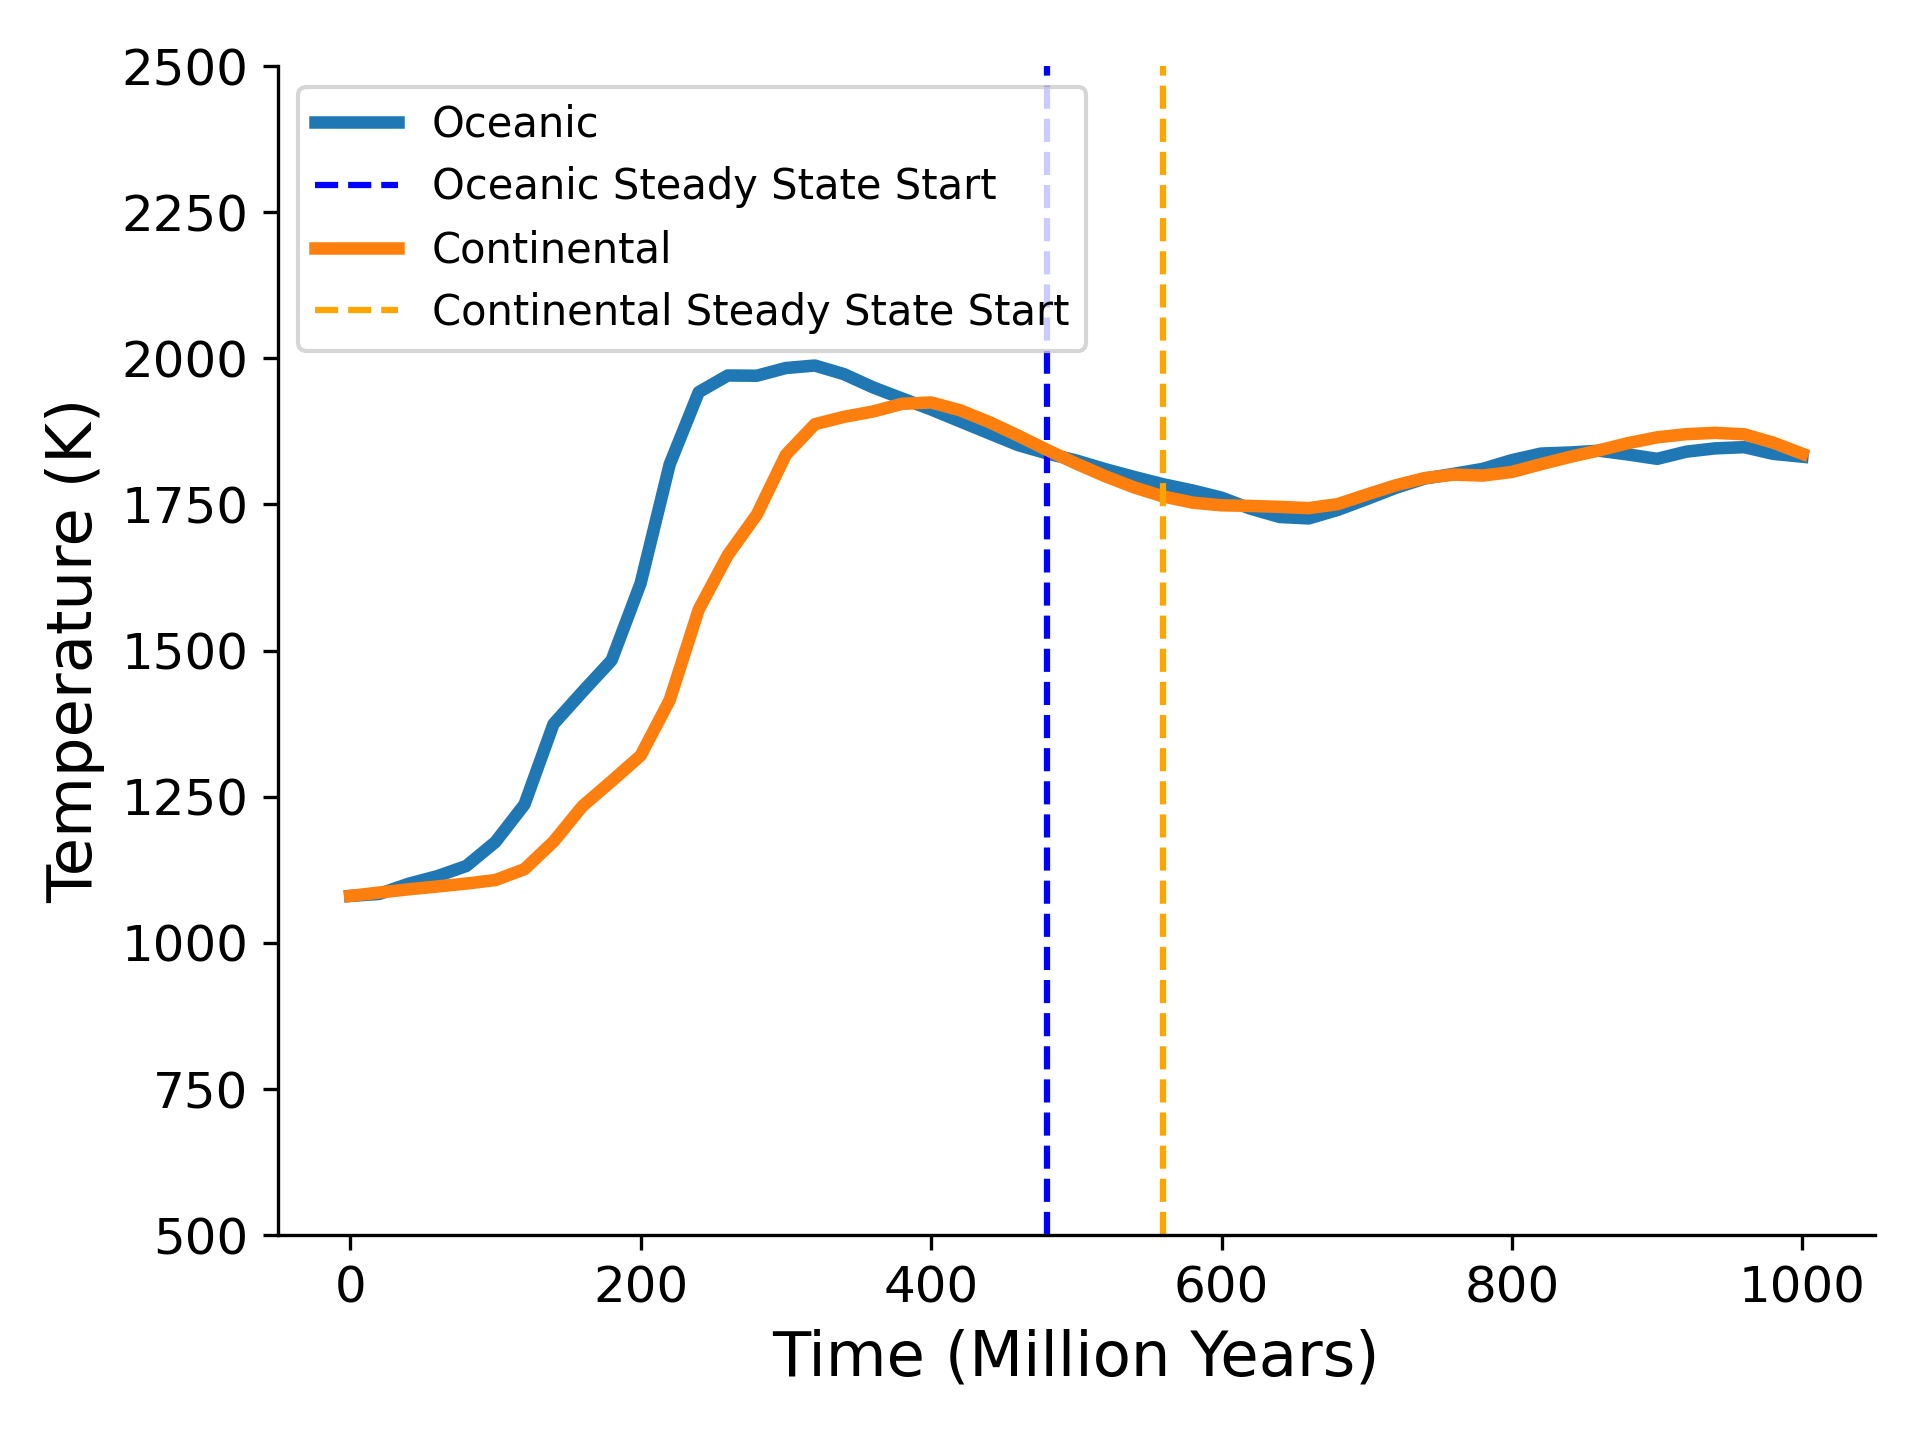 2500
2250
2000
1750
1500
1250
1000
750
500
Temperature (K)
Oceanic
Oceanic Steady State Start
Continental
Continental Steady State Start
0 200 400 600 800 1000
Time (Million Years)